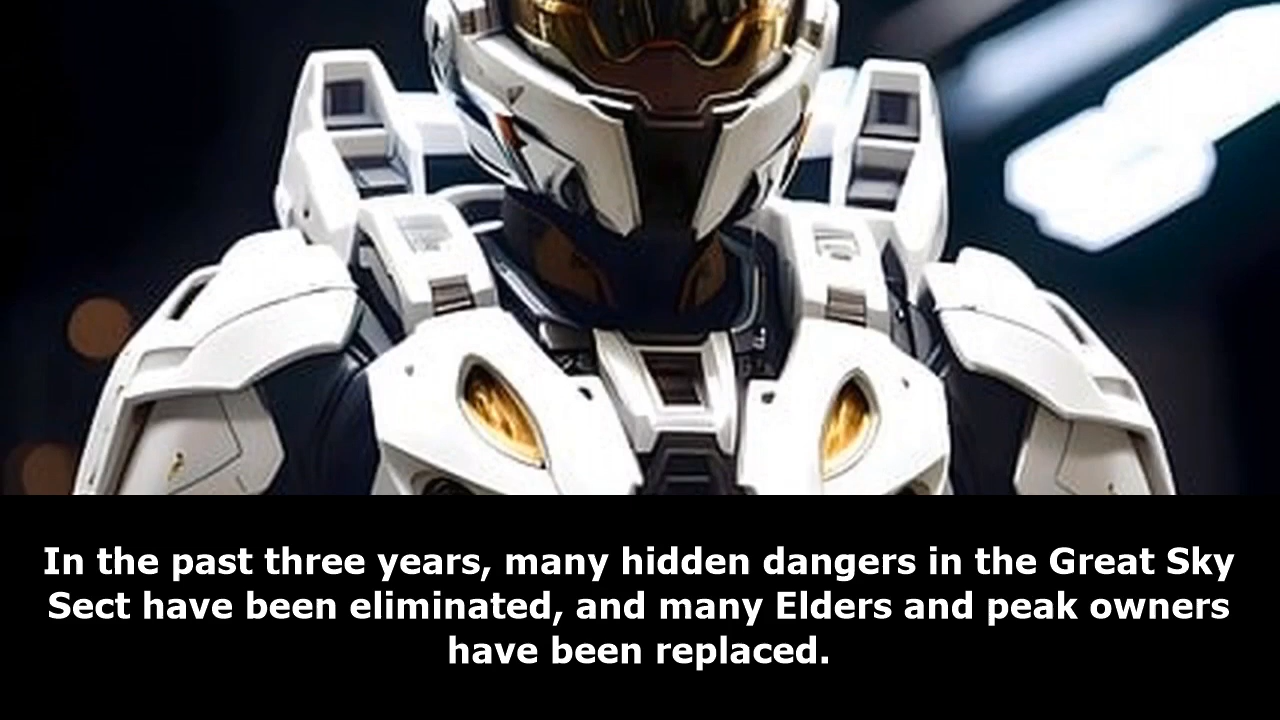 In the past three years, many hidden dangers in the Great Sky
Sect have been eliminated, and many Elders and peak owners
have been replaced.